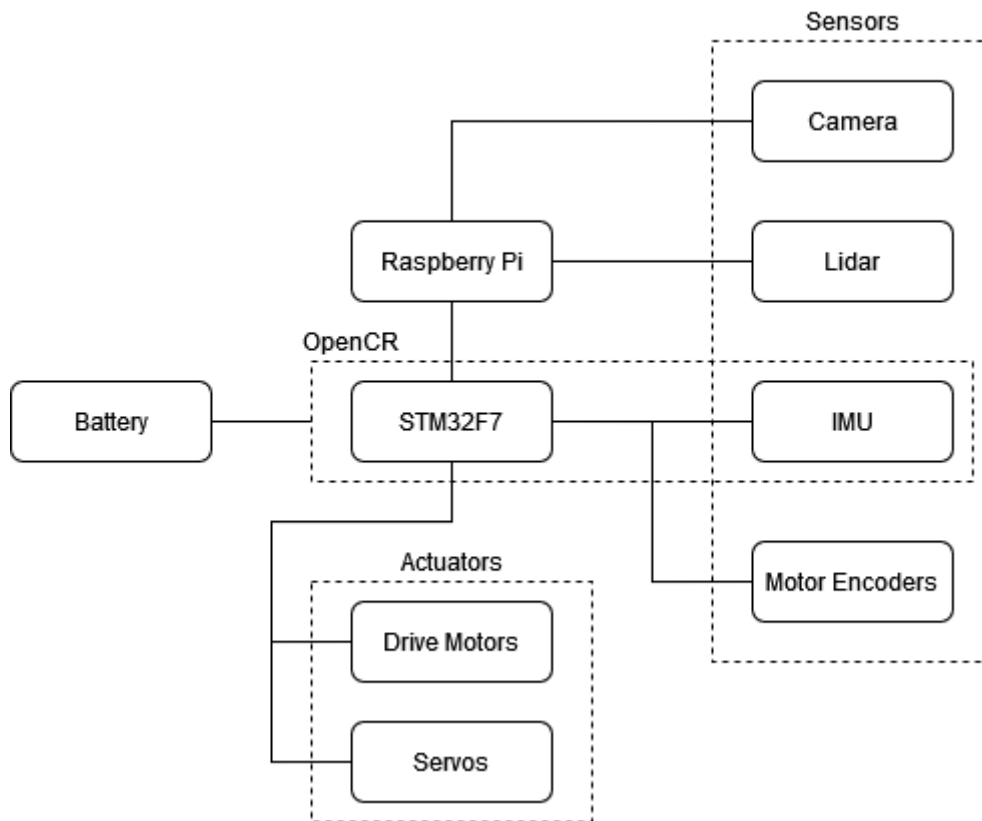 Sensors
Camera
Raspberry Pi
Lidar
OpenCR
Battery
STM32F7
IMU
Actuators
Motor Encoders
Drive Motors
Servos